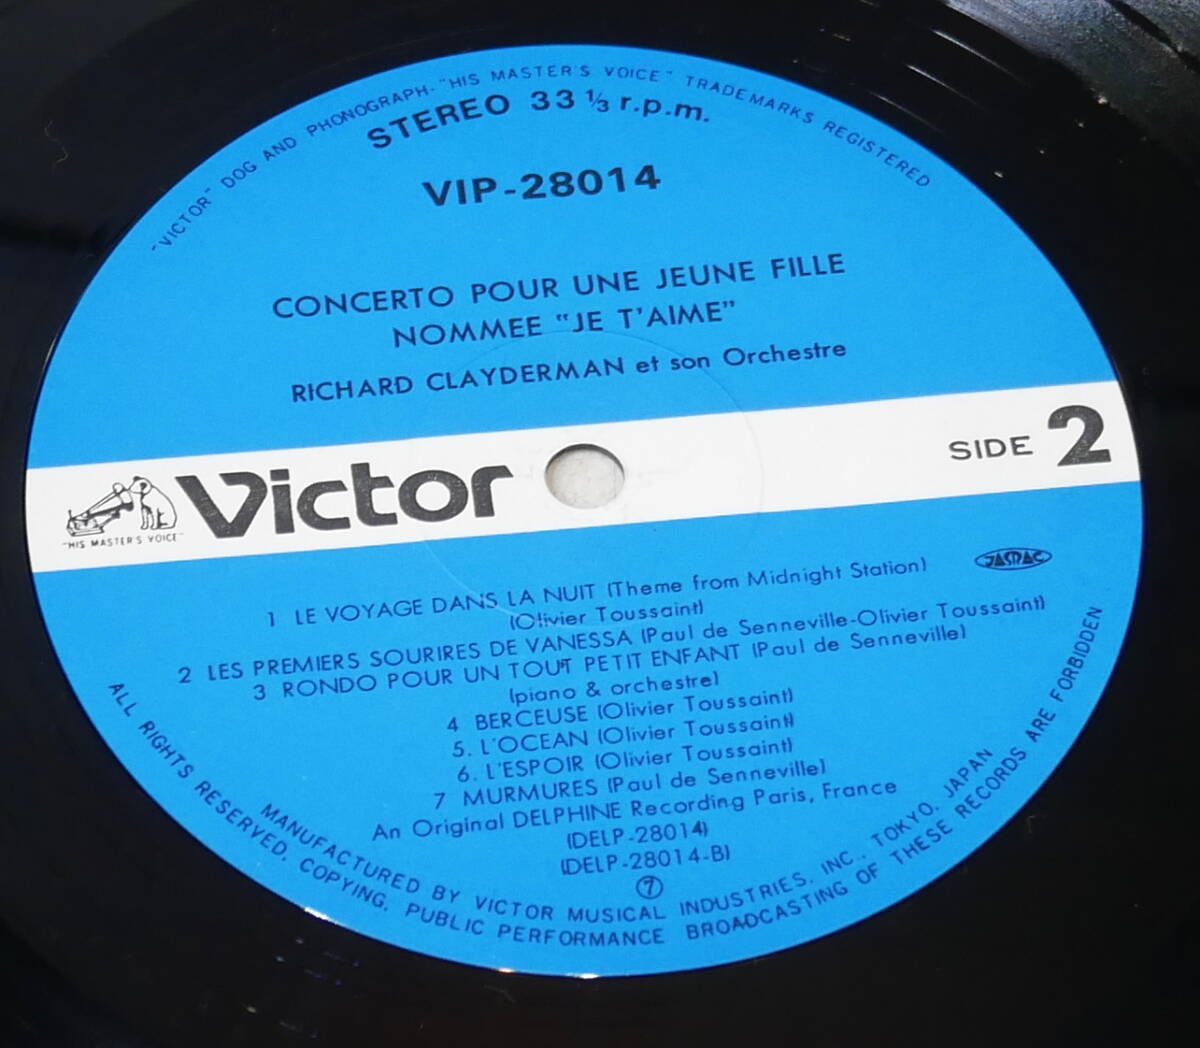 "VICTOR" DOG AND PHONOGRAPH·"HIS MASTER'S VOICE" TRADEMARKS REGISTERED
STEREO 33 1/3 r.p.m.
VIP-28014
CONCERTO POUR UNE JEUNE FILLE
NOMMEE "JE T'AIME"
RICHARD CLAYDERMAN et son Orchestre
"HIS MASTER'S VOICE"
Victor
SIDE 2
JASRAC
1 LE VOYAGE DANS LA NUIT (Theme from Midnight Station)
(Olivier Toussaint)
2 LES PREMIERS SOURIRES DE VANESSA (Paul de Senneville-Olivier Toussaint)
3 RONDO POUR UN TOUT PETIT ENFANT (Paul de Senneville)
(piano & orchestre)
4 BERCEUSE (Olivier Toussaint)
5. L'OCEAN (Olivier Toussaint)
6. L'ESPOIR (Olivier Toussaint)
7 MURMURES (Paul de Senneville)
An Original DELPHINE Recording Paris, France
(DELP-28014)
(DELP-28014-B)
⑦
MANUFACTURED BY VICTOR MUSICAL INDUSTRIES, INC., TOKYO, JAPAN
ALL RIGHTS RESERVED. COPYING, PUBLIC PERFORMANCE BROADCASTING OF THESE RECORDS ARE FORBIDDEN